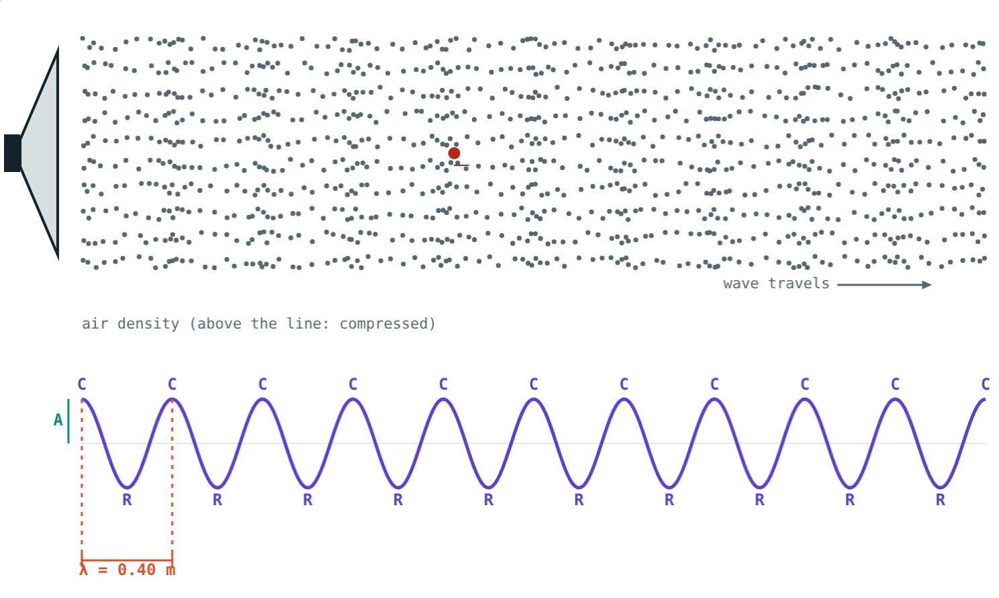 wave travels
air density (above the line: compressed)
C C C C C C C C C C C
A
R R R R R R R R R R
λ = 0.40 m